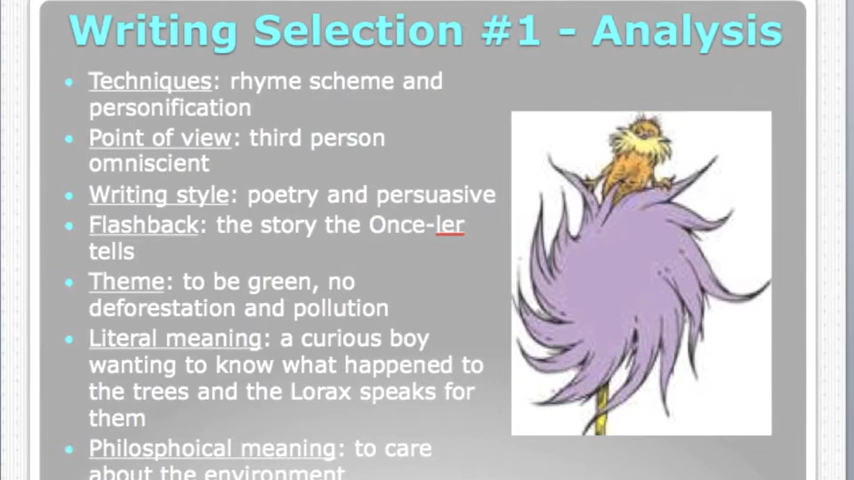 Writing Selection #1 - Analysis
Techniques: rhyme scheme and
personification
Point of view: third person
omniscient
Writing style: poetry and persuasive
Flashback: the story the Once-ler
tells
Theme: to be green, no
deforestation and pollution
Literal meaning: a curious boy
wanting to know what happened to
the trees and the Lorax speaks for
them
Philosphoical meaning: to care
about the environment